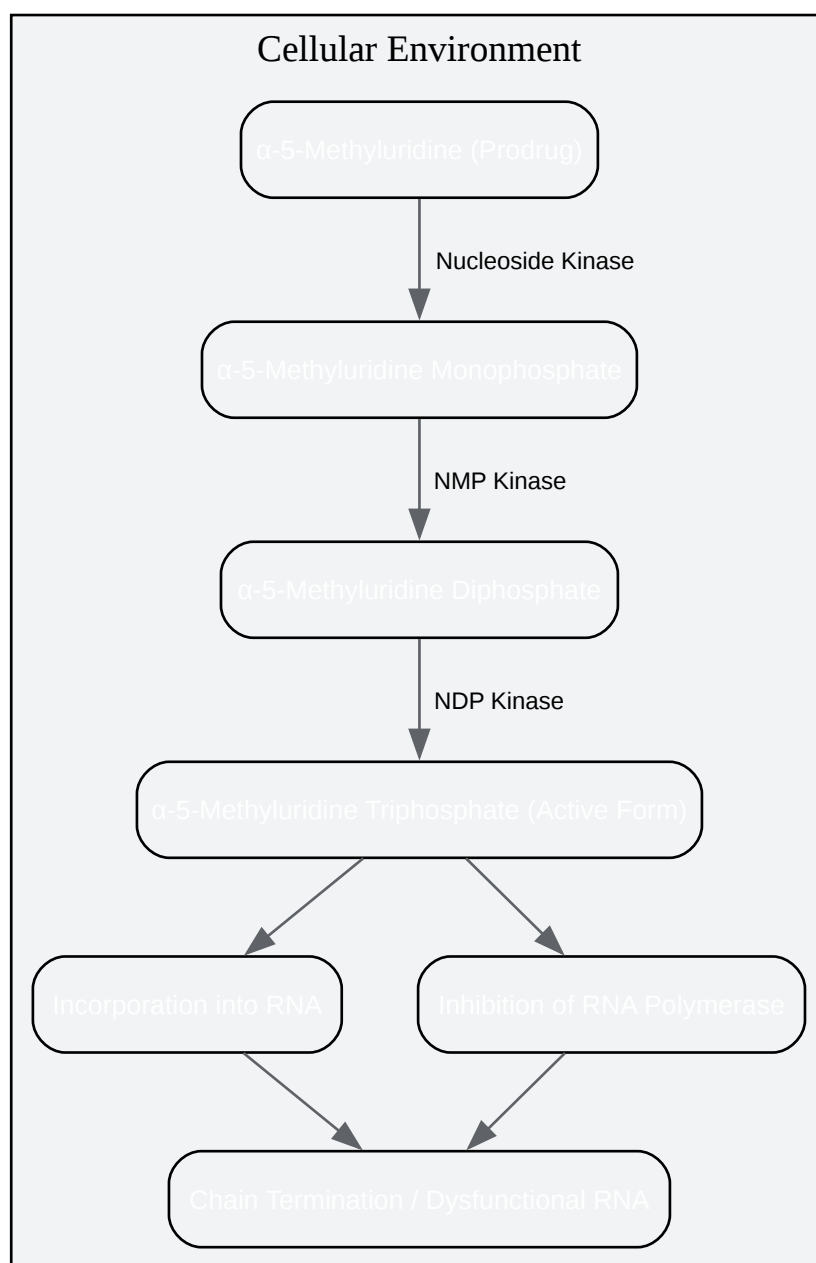 Cellular Environment
α-5-Methyluridine (Prodrug)
Nucleoside Kinase
α-5-Methyluridine Monophosphate
NMP Kinase
α-5-Methyluridine Diphosphate
NDP Kinase
α-5-Methyluridine Triphosphate (Active Form)
Incorporation into RNA
Inhibition of RNA Polymerase
Chain Termination / Dysfunctional RNA